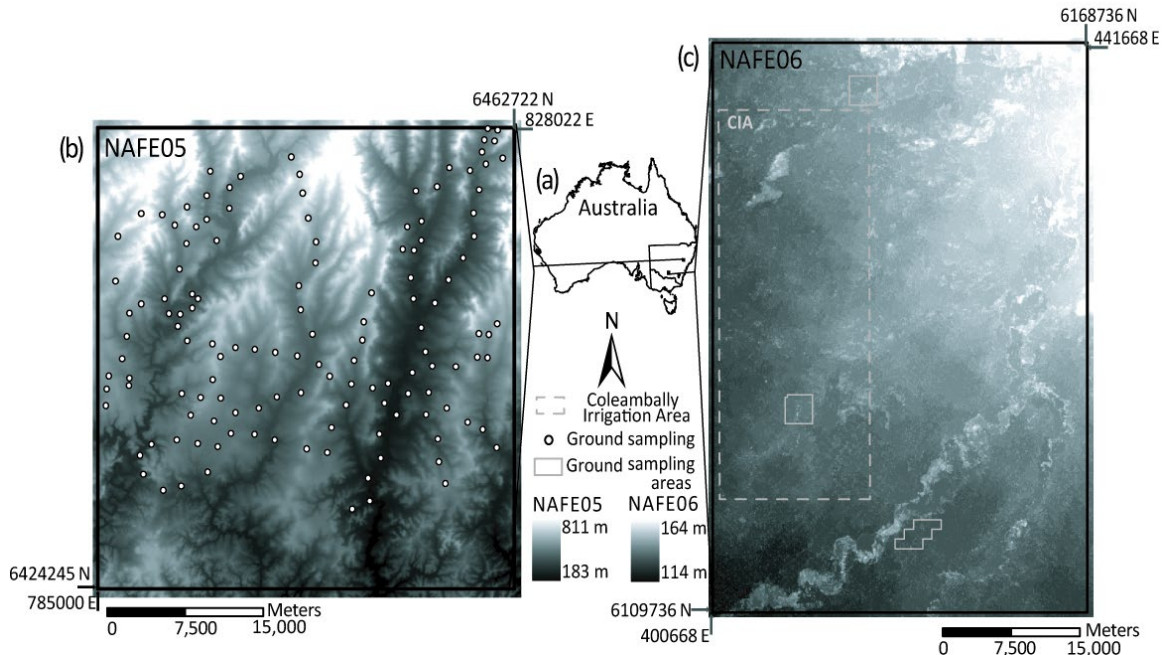 6462722 N
828022 E
(b)
NAFE05
6424245 N
785000 E
Meters
0 7,500 15,000
(a)
Australia
N
Coleambally
Irrigation Area
Ground sampling
Ground sampling
areas
NAFE05 NAFE06
811 m 164 m
183 m 114 m
6168736 N
441668 E
(c)
NAFE06
CIA
6109736 N
400668 E
Meters
0 7,500 15,000